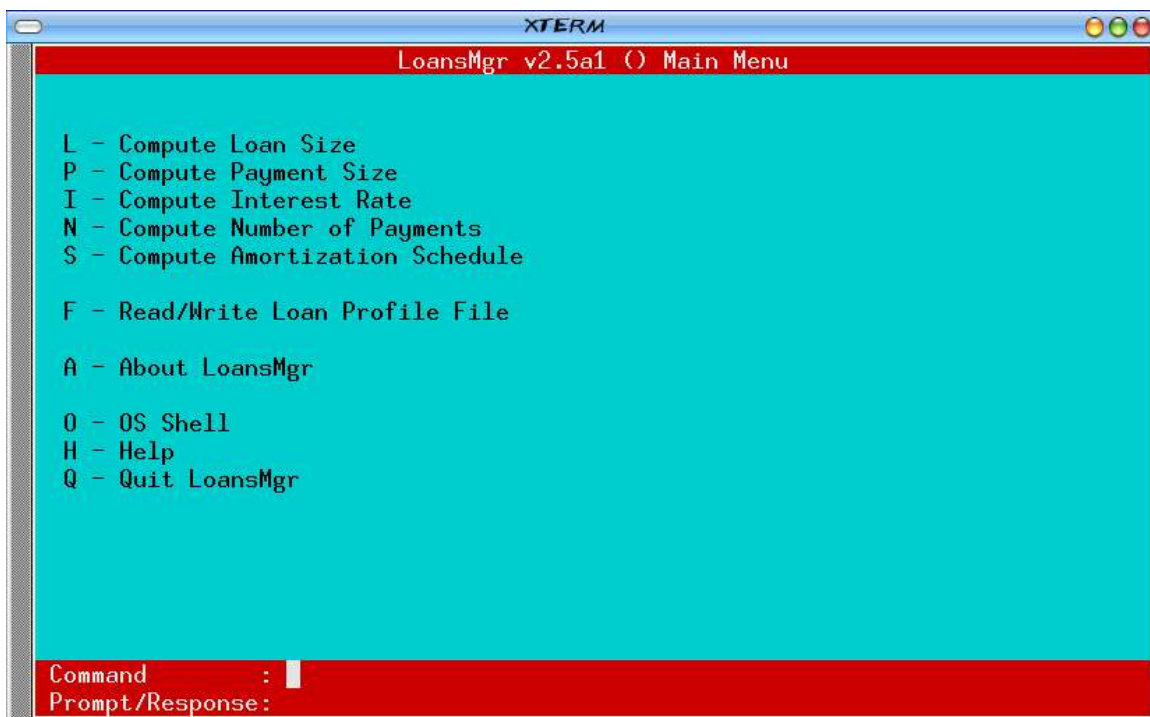 XTERM
LoansMgr v2.5a1 () Main Menu
L - Compute Loan Size
P - Compute Payment Size
I - Compute Interest Rate
N - Compute Number of Payments
S - Compute Amortization Schedule
F - Read/Write Loan Profile File
A - About LoansMgr
O - OS Shell
H - Help
Q - Quit LoansMgr
Command :
Prompt/Response: